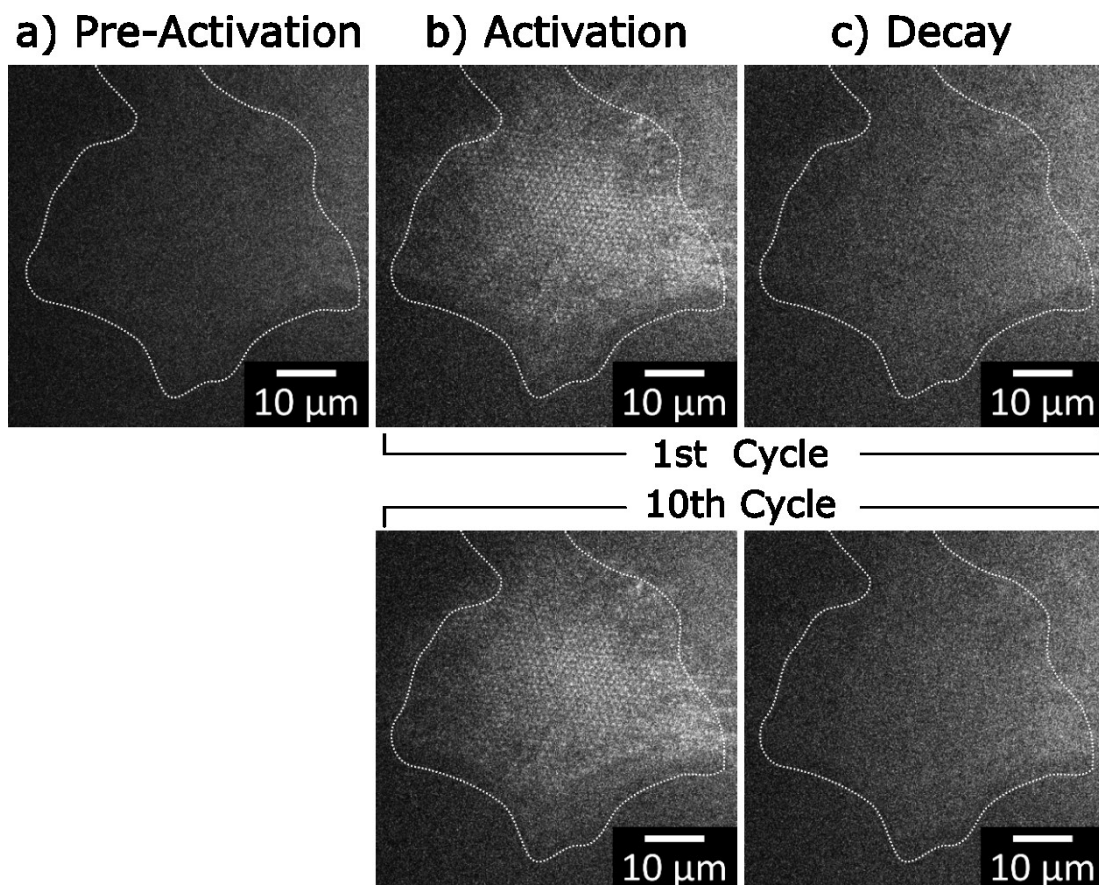 a) Pre-Activation
b) Activation
c) Decay
10 µm
10 µm
10 µm
1st Cycle
10th Cycle
10 µm
10 µm